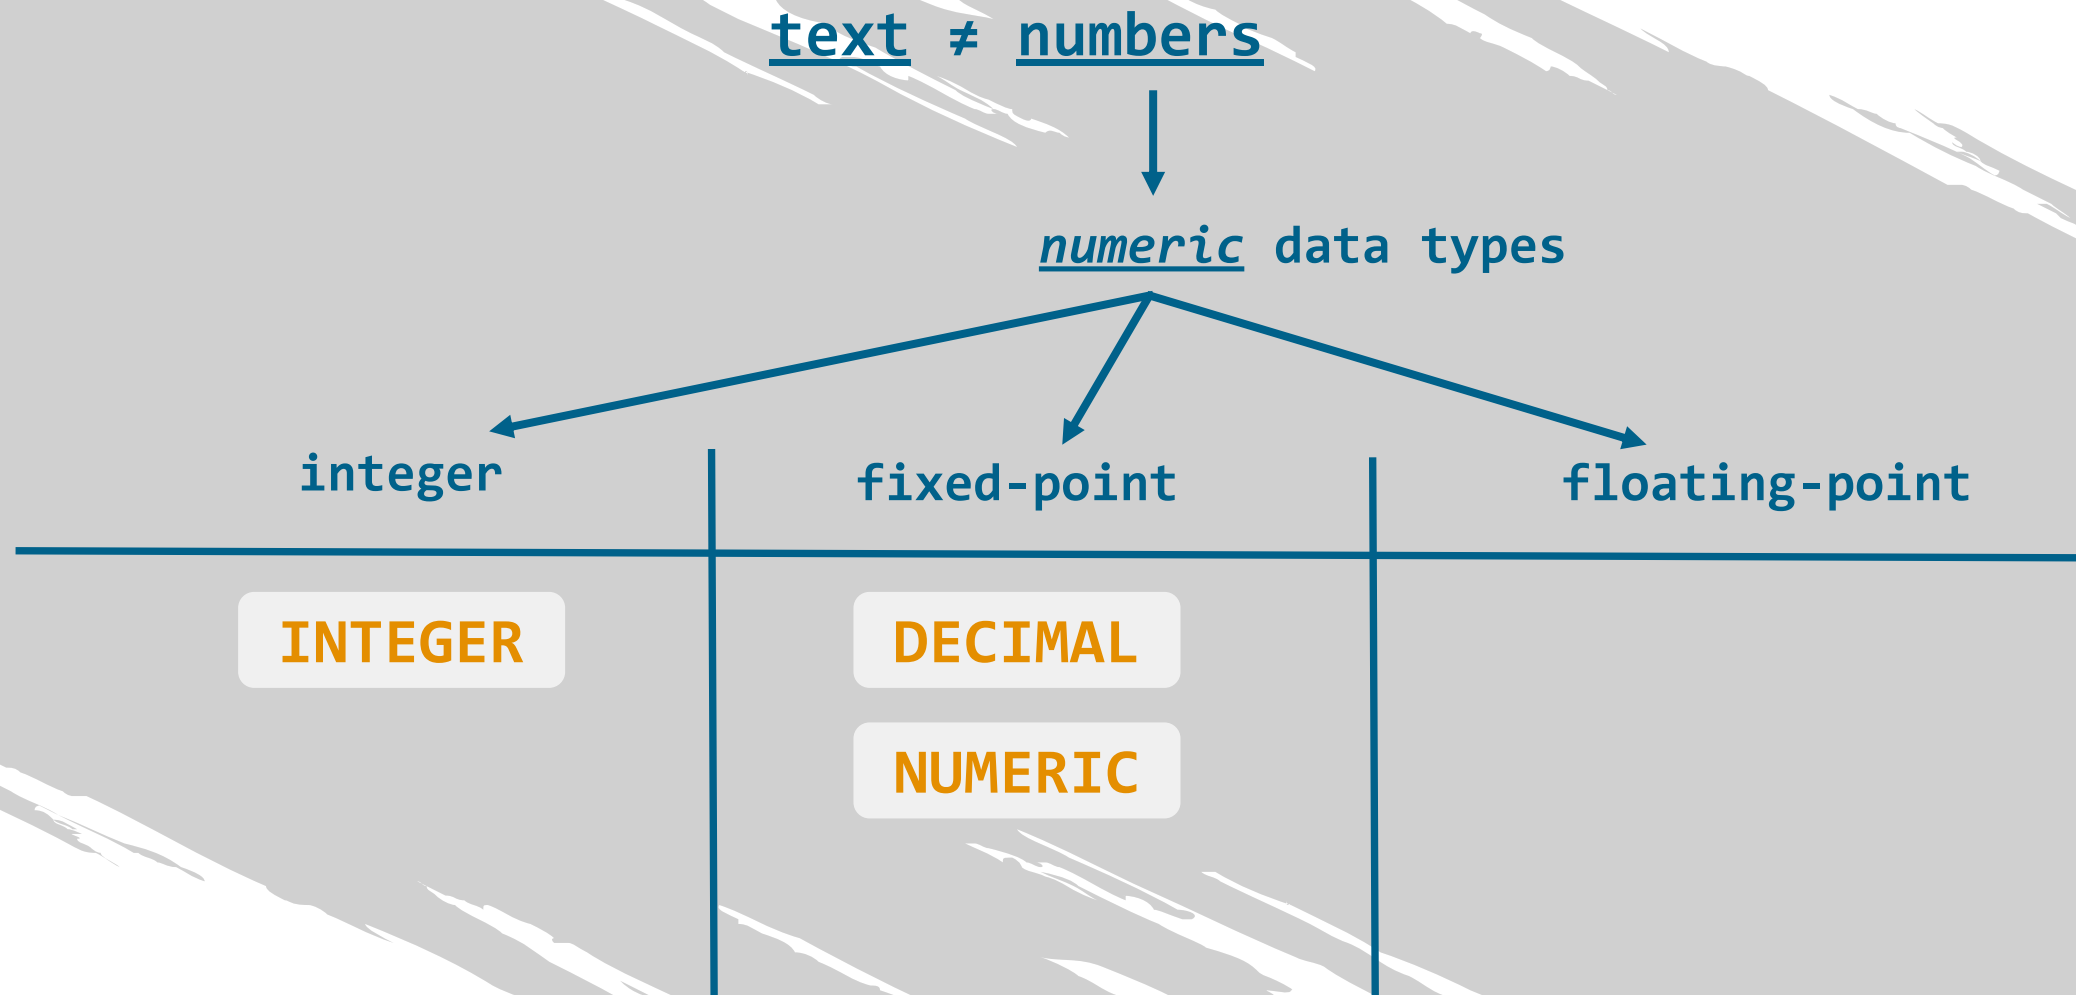 text ≠ numbers
numeric data types
integer
fixed-point
floating-point
INTEGER
DECIMAL
NUMERIC